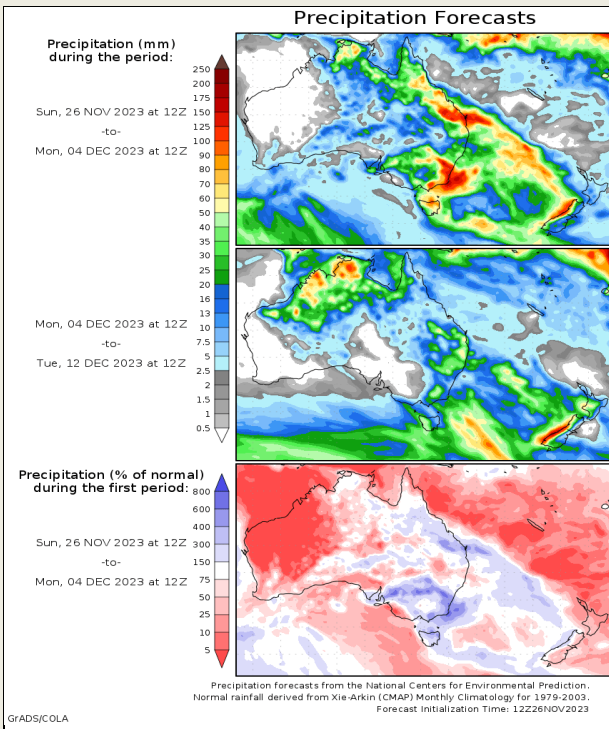 Precipitation Forecasts
Precipitation (mm)
during the period:
Sun, 26 NOV 2023 at 12Z
-to-
Mon, 04 DEC 2023 at 12Z
250
200
175
150
125
100
90
80
70
60
50
40
35
30
25
20
16
13
10
7.5
5
2.5
2
1.5
1
0.5
Mon, 04 DEC 2023 at 12Z
-to-
Tue, 12 DEC 2023 at 12Z
Precipitation (% of normal)
during the first period:
Sun, 26 NOV 2023 at 12Z
-to-
Mon, 04 DEC 2023 at 12Z
800
600
400
300
150
75
50
25
10
5
Precipitation forecasts from the National Centers for Environmental Prediction.
Normal rainfall derived from Xie-Arkin (CMAP) Monthly Climatology for 1979-2003.
Forecast Initialization Time: 12Z26NOV2023
GrADS/COLA